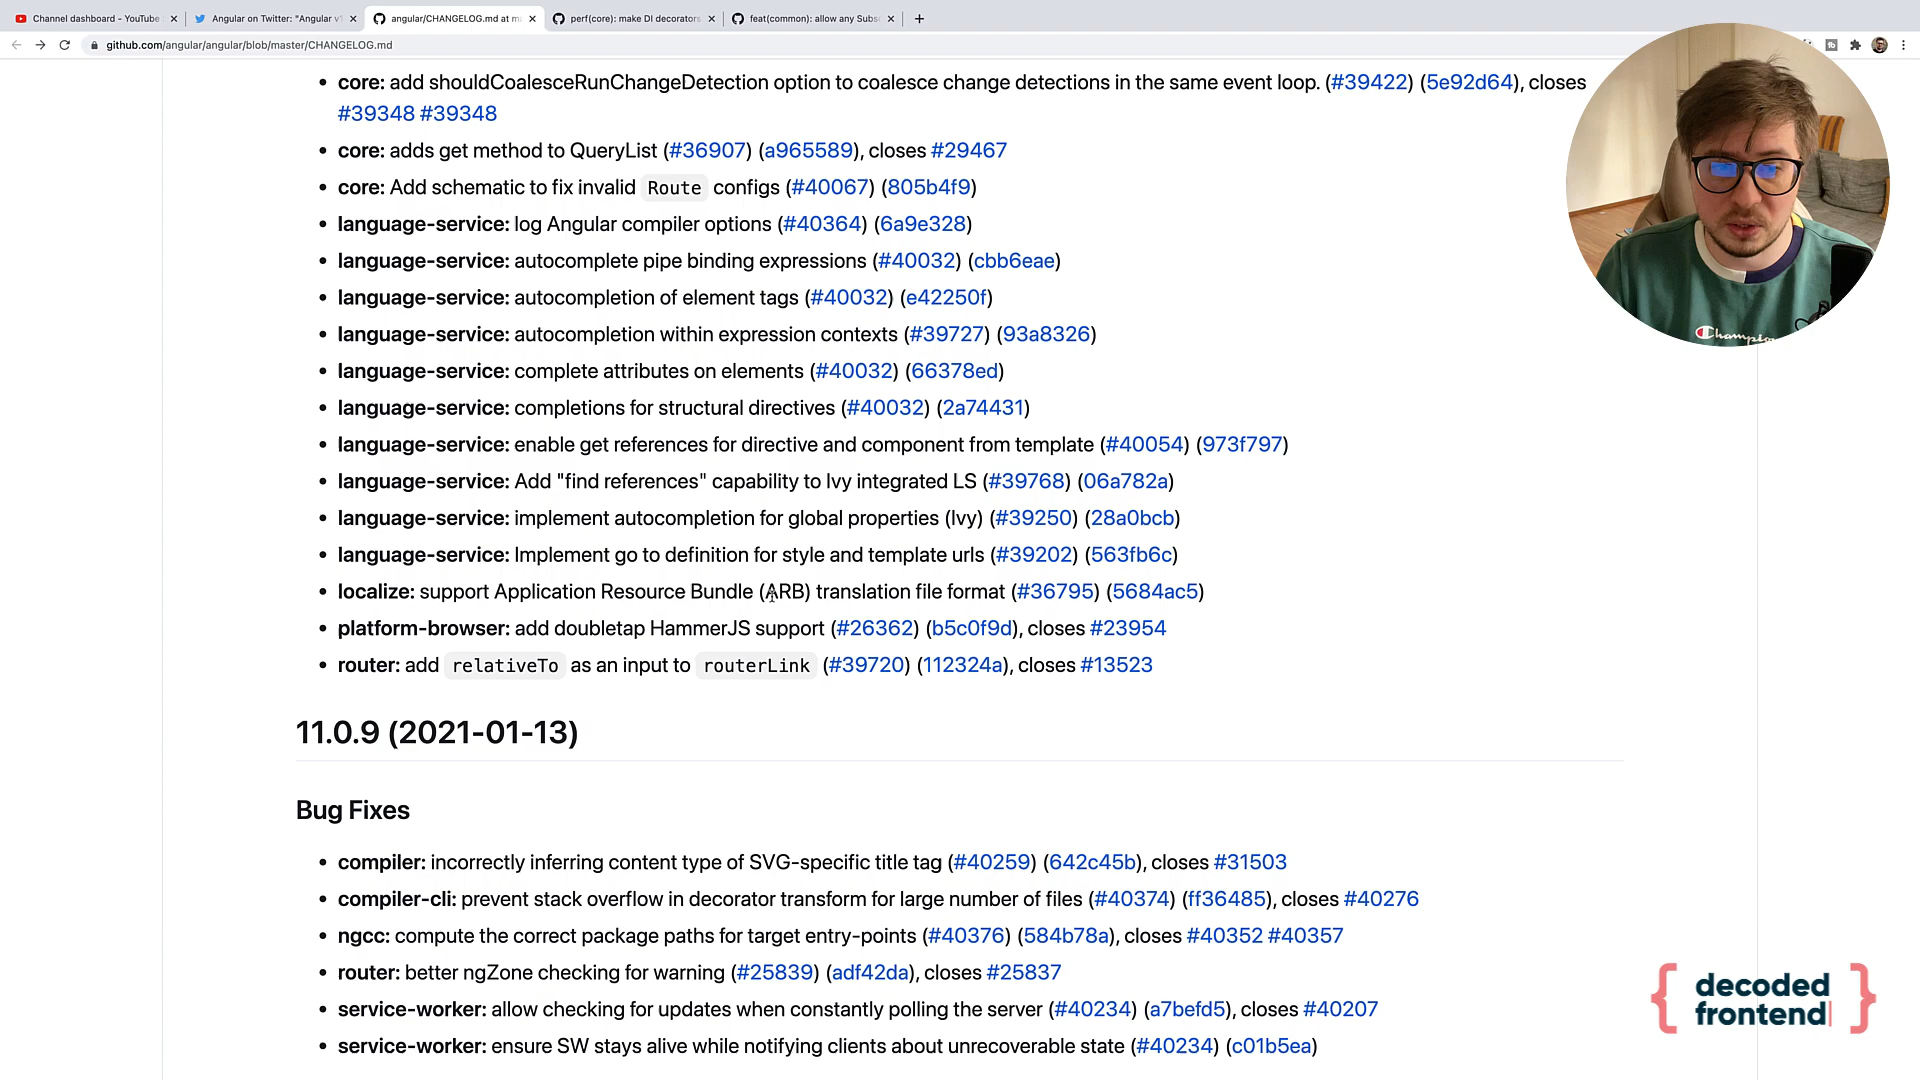 Channel dashboard - YouTube
Angular on Twitter: "Angular v1
angular/CHANGELOG.md at m
perf(core): make DI decorators
feat(common): allow any Subs
github.com/angular/angular/blob/master/CHANGELOG.md
core: add shouldCoalesceRunChangeDetection option to coalesce change detections in the same event loop. (#39422) (5e92d64), closes
#39348 #39348
core: adds get method to QueryList (#36907) (a965589), closes #29467
core: Add schematic to fix invalid Route configs (#40067) (805b4f9)
language-service: log Angular compiler options (#40364) (6a9e328)
language-service: autocomplete pipe binding expressions (#40032) (cbb6eae)
language-service: autocompletion of element tags (#40032) (e42250f)
language-service: autocompletion within expression contexts (#39727) (93a8326)
language-service: complete attributes on elements (#40032) (66378ed)
language-service: completions for structural directives (#40032) (2a74431)
language-service: enable get references for directive and component from template (#40054) (973f797)
language-service: Add "find references" capability to Ivy integrated LS (#39768) (06a782a)
language-service: implement autocompletion for global properties (Ivy) (#39250) (28a0bcb)
language-service: Implement go to definition for style and template urls (#39202) (563fb6c)
localize: support Application Resource Bundle (ARB) translation file format (#36795) (5684ac5)
platform-browser: add doubletap HammerJS support (#26362) (b5c0f9d), closes #23954
router: add relativeTo as an input to routerLink (#39720) (112324a), closes #13523
11.0.9 (2021-01-13)
Bug Fixes
compiler: incorrectly inferring content type of SVG-specific title tag (#40259) (642c45b), closes #31503
compiler-cli: prevent stack overflow in decorator transform for large number of files (#40374) (ff36485), closes #40276
ngcc: compute the correct package paths for target entry-points (#40376) (584b78a), closes #40352 #40357
router: better ngZone checking for warning (#25839) (adf42da), closes #25837
service-worker: allow checking for updates when constantly polling the server (#40234) (a7befd5), closes #40207
service-worker: ensure SW stays alive while notifying clients about unrecoverable state (#40234) (c01b5ea)
Champion
{ decoded
frontend }